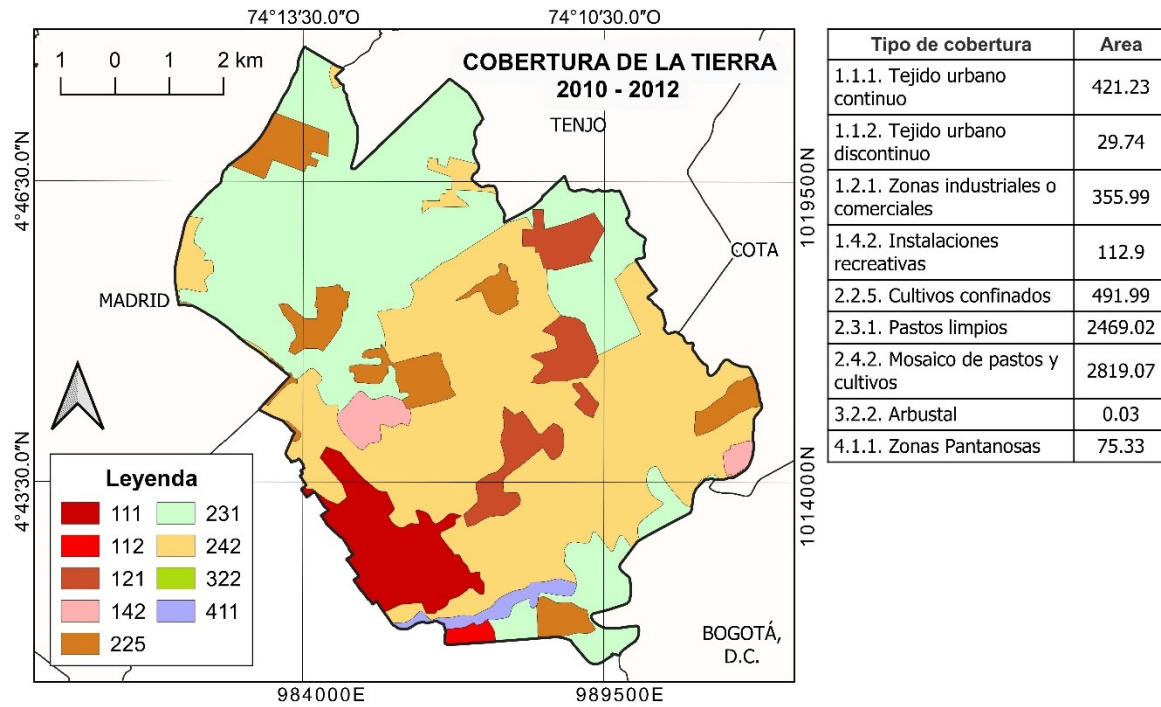 74°13'30.0"O
74°10'30.0"O
1 0 1 2 km
COBERTURA DE LA TIERRA
2010 - 2012
TENJO
COTA
MADRID
BOGOTÁ,
D.C.
4°46'30.0"N
4°43'30.0"N
1019500N
1014000N
984000E
989500E
Leyenda
111
112
121
142
225
231
242
322
411
Tipo de cobertura Area
1.1.1. Tejido urbano
continuo
421.23
1.1.2. Tejido urbano
discontinuo
29.74
1.2.1. Zonas industriales o
comerciales
355.99
1.4.2. Instalaciones
recreativas
112.9
2.2.5. Cultivos confinados 491.99
2.3.1. Pastos limpios 2469.02
2.4.2. Mosaico de pastos y
cultivos
2819.07
3.2.2. Arbustal 0.03
4.1.1. Zonas Pantanosas 75.33